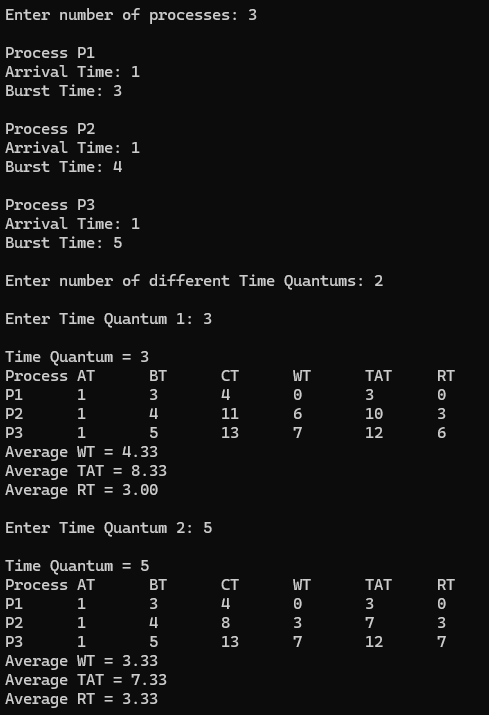 Enter number of processes: 3
Process P1
Arrival Time: 1
Burst Time: 3
Process P2
Arrival Time: 1
Burst Time: 4
Process P3
Arrival Time: 1
Burst Time: 5
Enter number of different Time Quantums: 2
Enter Time Quantum 1: 3
Time Quantum = 3
Process AT BT CT WT TAT RT
P1 1 3 4 0 3 0
P2 1 4 11 6 10 3
P3 1 5 13 7 12 6
Average WT = 4.33
Average TAT = 8.33
Average RT = 3.00
Enter Time Quantum 2: 5
Time Quantum = 5
Process AT BT CT WT TAT RT
P1 1 3 4 0 3 0
P2 1 4 8 3 7 3
P3 1 5 13 7 12 7
Average WT = 3.33
Average TAT = 7.33
Average RT = 3.33